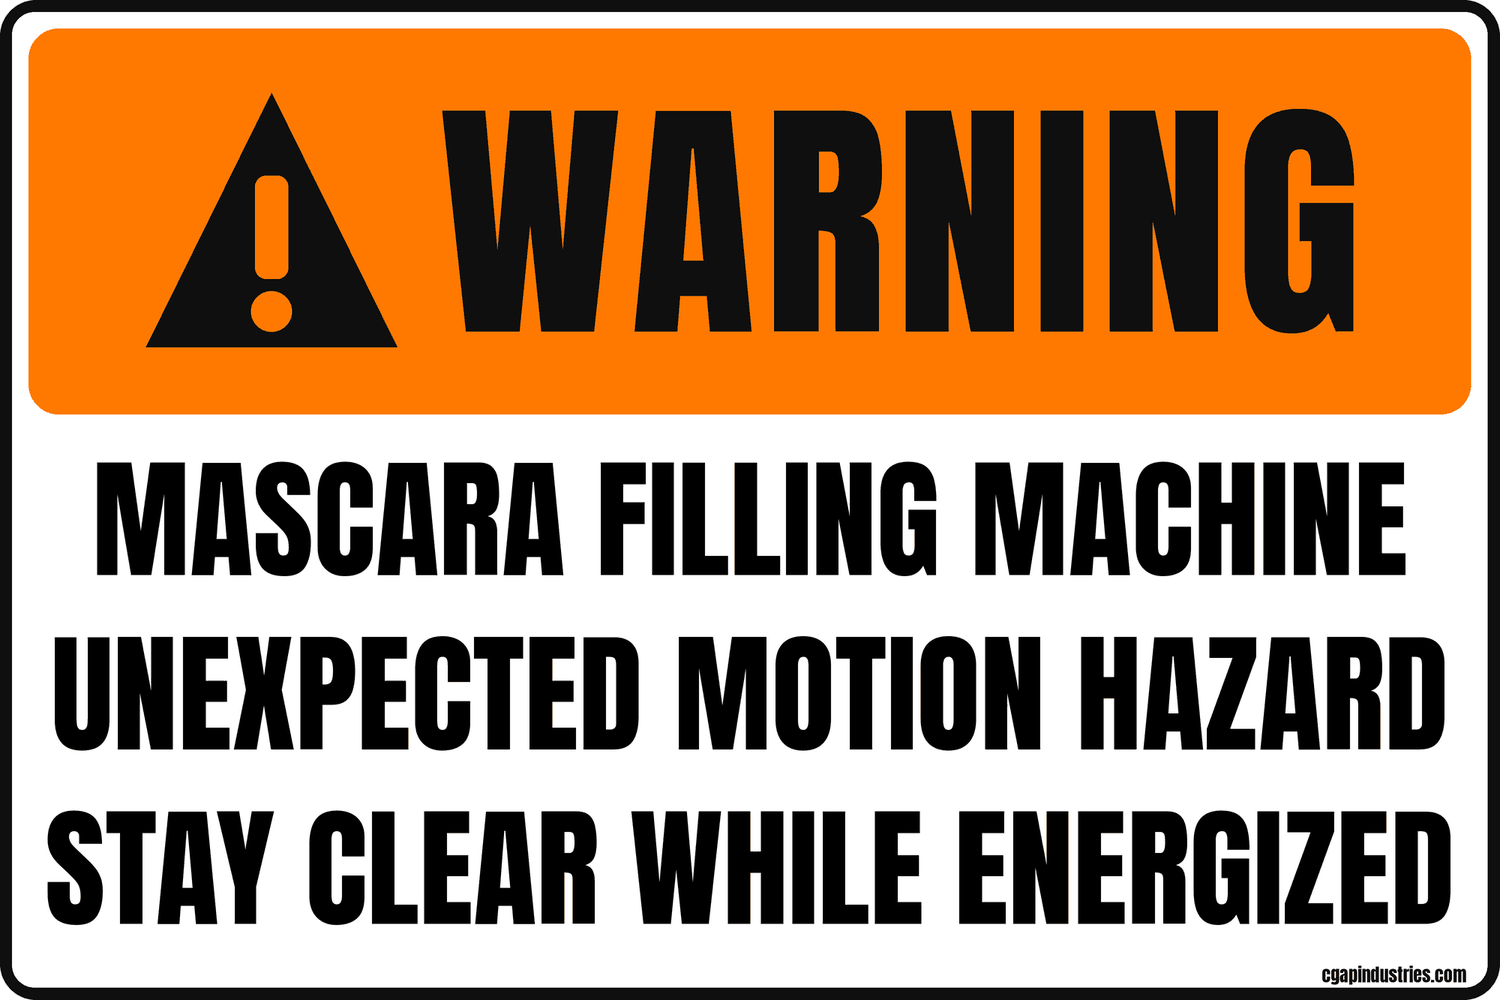 WARNING
MASCARA FILLING MACHINE
UNEXPECTED MOTION HAZARD
STAY CLEAR WHILE ENERGIZED
cgapindustries.com